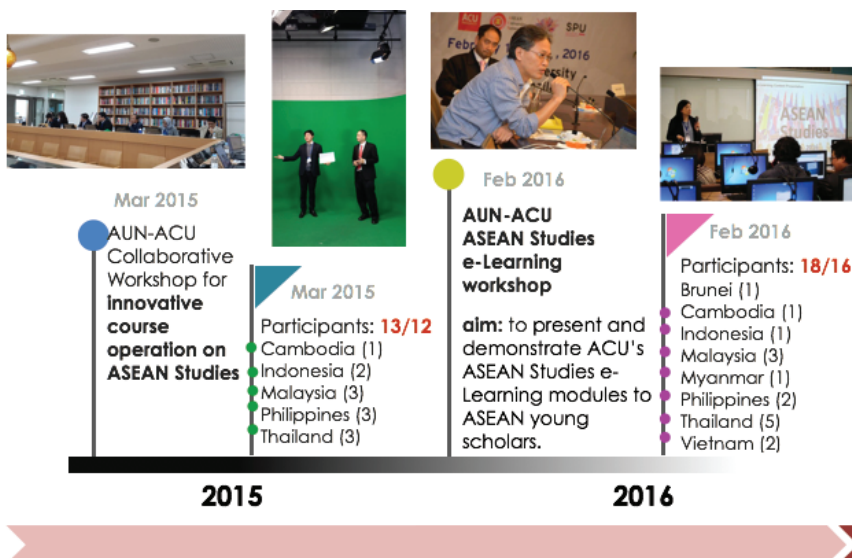 Mar 2015
AUN-ACU
Collaborative
Workshop for
innovative
course
operation on
ASEAN Studies
Mar 2015
Participants: 13/12
Cambodia (1)
Indonesia (2)
Malaysia (3)
Philippines (3)
Thailand (3)
ACU
SPU
Feb
, 2016
Feb 2016
AUN-ACU
ASEAN Studies
e-Learning
workshop
aim: to present and
demonstrate ACU's
ASEAN Studies e-
Learning modules to
ASEAN young
scholars.
ASEAN
Studies
Feb 2016
Participants: 18/16
Brunei (1)
Cambodia (1)
Indonesia (1)
Malaysia (3)
Myanmar (1)
Philippines (2)
Thailand (5)
Vietnam (2)
2015
2016